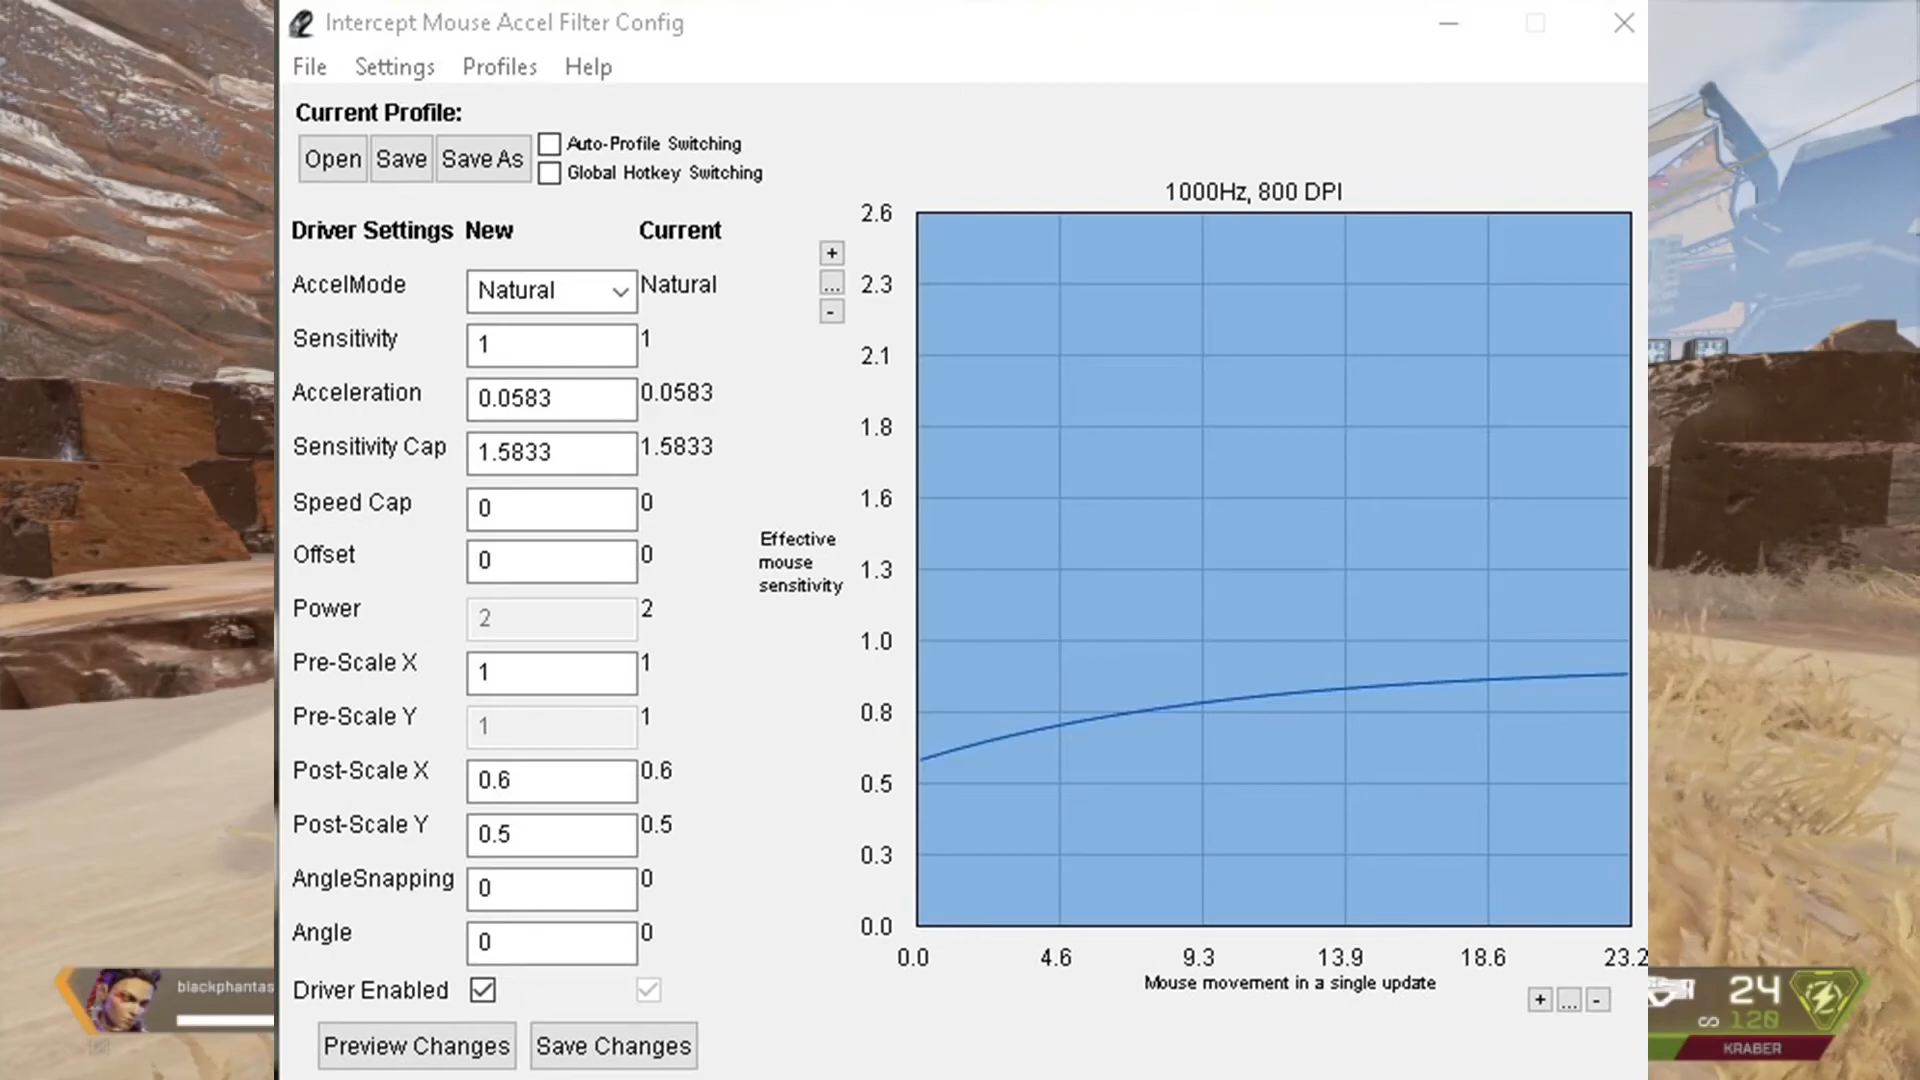 Intercept Mouse Accel Filter Config
File Settings Profiles Help
Current Profile:
Open Save Save As
Auto-Profile Switching
Global Hotkey Switching
Driver Settings New Current
AccelMode Natural Natural
Sensitivity 1 1
Acceleration 0.0583 0.0583
Sensitivity Cap 1.5833 1.5833
Speed Cap 0 0
Offset 0 0
Power 2 2
Pre-Scale X 1 1
Pre-Scale Y 1 1
Post-Scale X 0.6 0.6
Post-Scale Y 0.5 0.5
AngleSnapping 0 0
Angle 0 0
Driver Enabled
Preview Changes Save Changes
+
...
-
1000Hz, 800 DPI
2.6
2.3
2.1
1.8
1.6
1.3
1.0
0.8
0.5
0.3
0.0
Effective
mouse
sensitivity
0.0 4.6 9.3 13.9 18.6 23.2
Mouse movement in a single update
+ ... -
blackphantas
24
∞ 120
KRABER